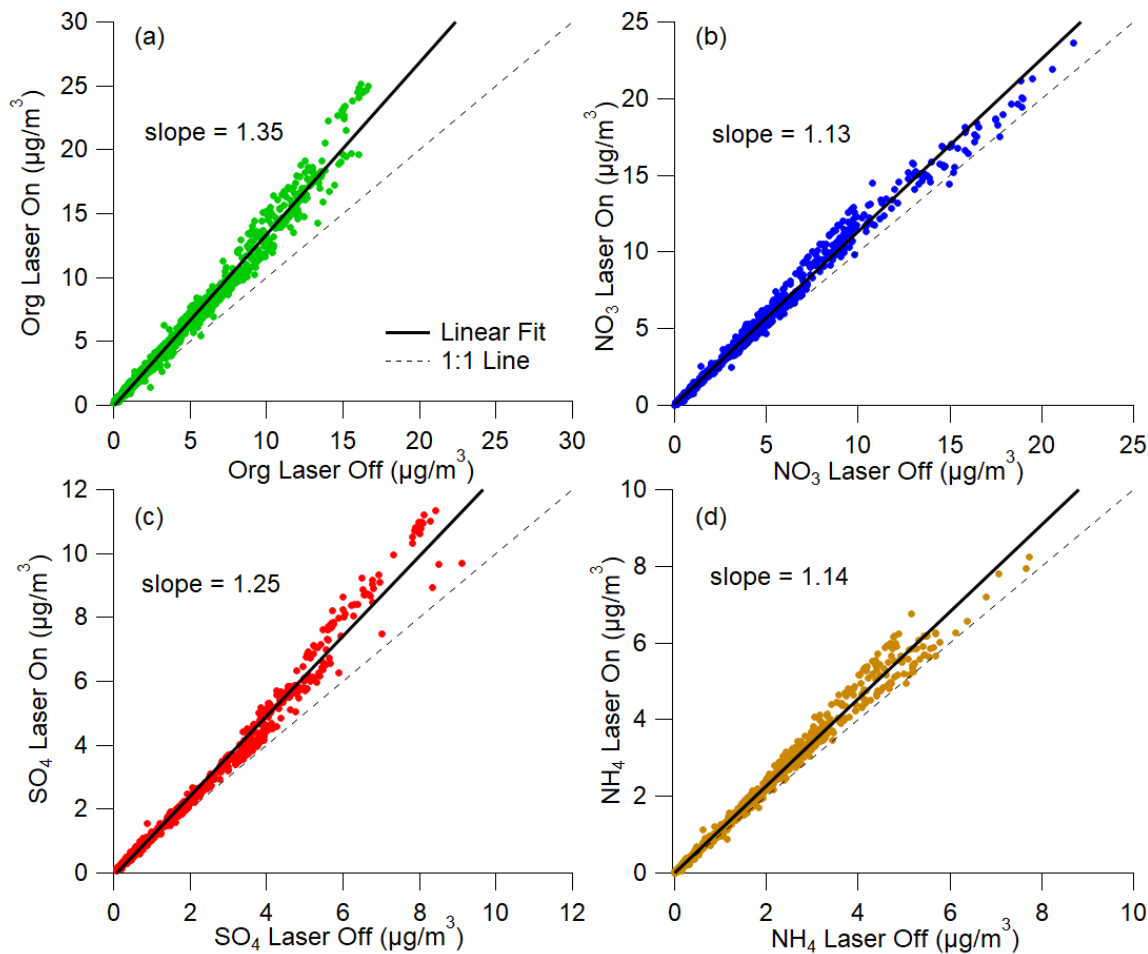 (a)
slope = 1.35
Linear Fit
1:1 Line
30
25
20
15
10
5
0
0
5
10
15
20
25
30
Org Laser On (µg/m³)
Org Laser Off (µg/m³)
(b)
slope = 1.13
25
20
15
10
5
0
0
5
10
15
20
25
NO₃ Laser On (µg/m³)
NO₃ Laser Off (µg/m³)
(c)
slope = 1.25
12
10
8
6
4
2
0
0
2
4
6
8
10
12
SO₄ Laser On (µg/m³)
SO₄ Laser Off (µg/m³)
(d)
slope = 1.14
10
8
6
4
2
0
0
2
4
6
8
10
NH₄ Laser On (µg/m³)
NH₄ Laser Off (µg/m³)